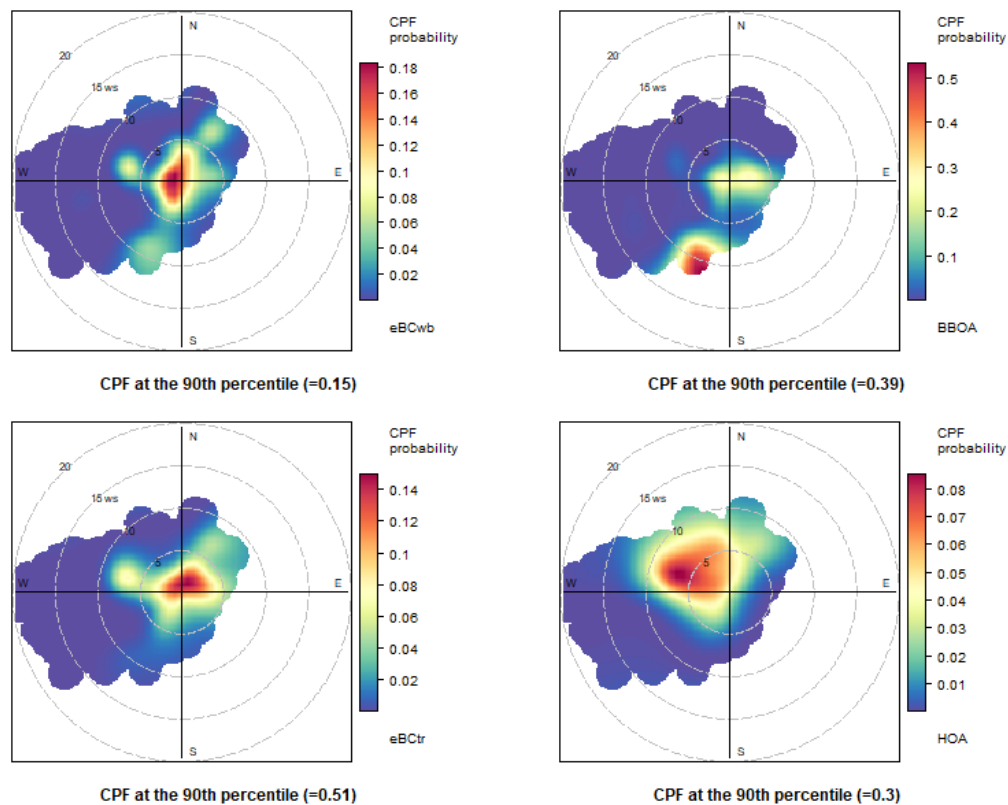 CPF
probability
N
20
15 ws
10
5
W
E
S
0.18
0.16
0.14
0.12
0.1
0.08
0.06
0.04
0.02
eBCwb
CPF at the 90th percentile (=0.15)
CPF
probability
N
20
15 ws
10
5
W
E
S
0.5
0.4
0.3
0.2
0.1
BBOA
CPF at the 90th percentile (=0.39)
CPF
probability
N
20
15 ws
10
5
W
E
S
0.14
0.12
0.1
0.08
0.06
0.04
0.02
eBCtr
CPF at the 90th percentile (=0.51)
CPF
probability
N
20
15 ws
10
5
W
E
S
0.08
0.07
0.06
0.05
0.04
0.03
0.02
0.01
HOA
CPF at the 90th percentile (=0.3)